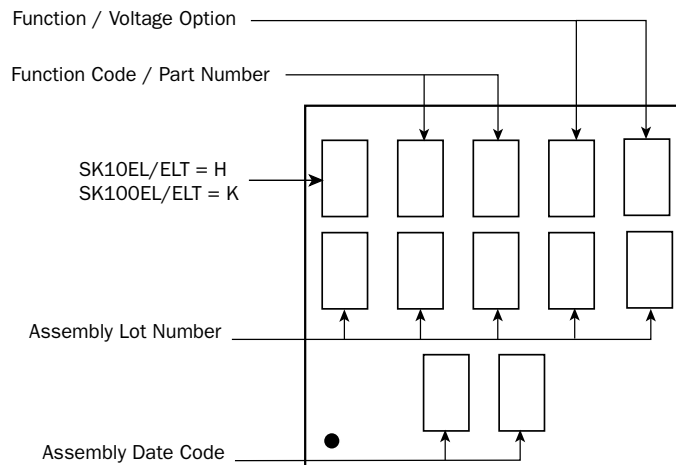 Function / Voltage Option
Function Code / Part Number
SK10EL/ELT = H
SK100EL/ELT = K
Assembly Lot Number
Assembly Date Code